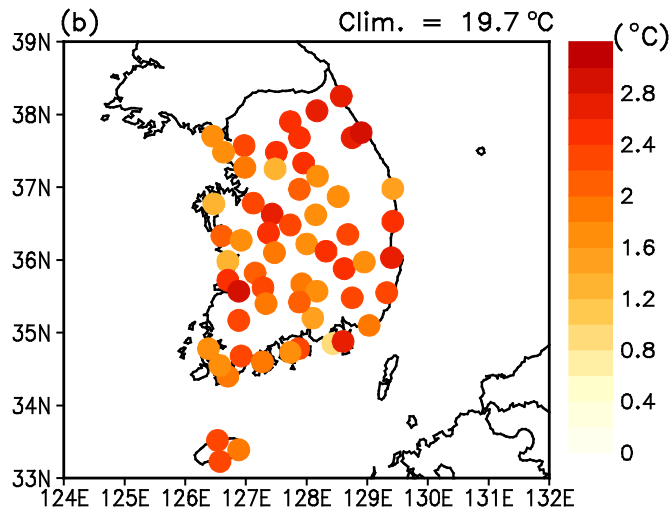 (b) Clim. = 19.7 °C
(°C)
39N
38N
37N
36N
35N
34N
33N
124E 125E 126E 127E 128E 129E 130E 131E 132E
2.8
2.4
2
1.6
1.2
0.8
0.4
0